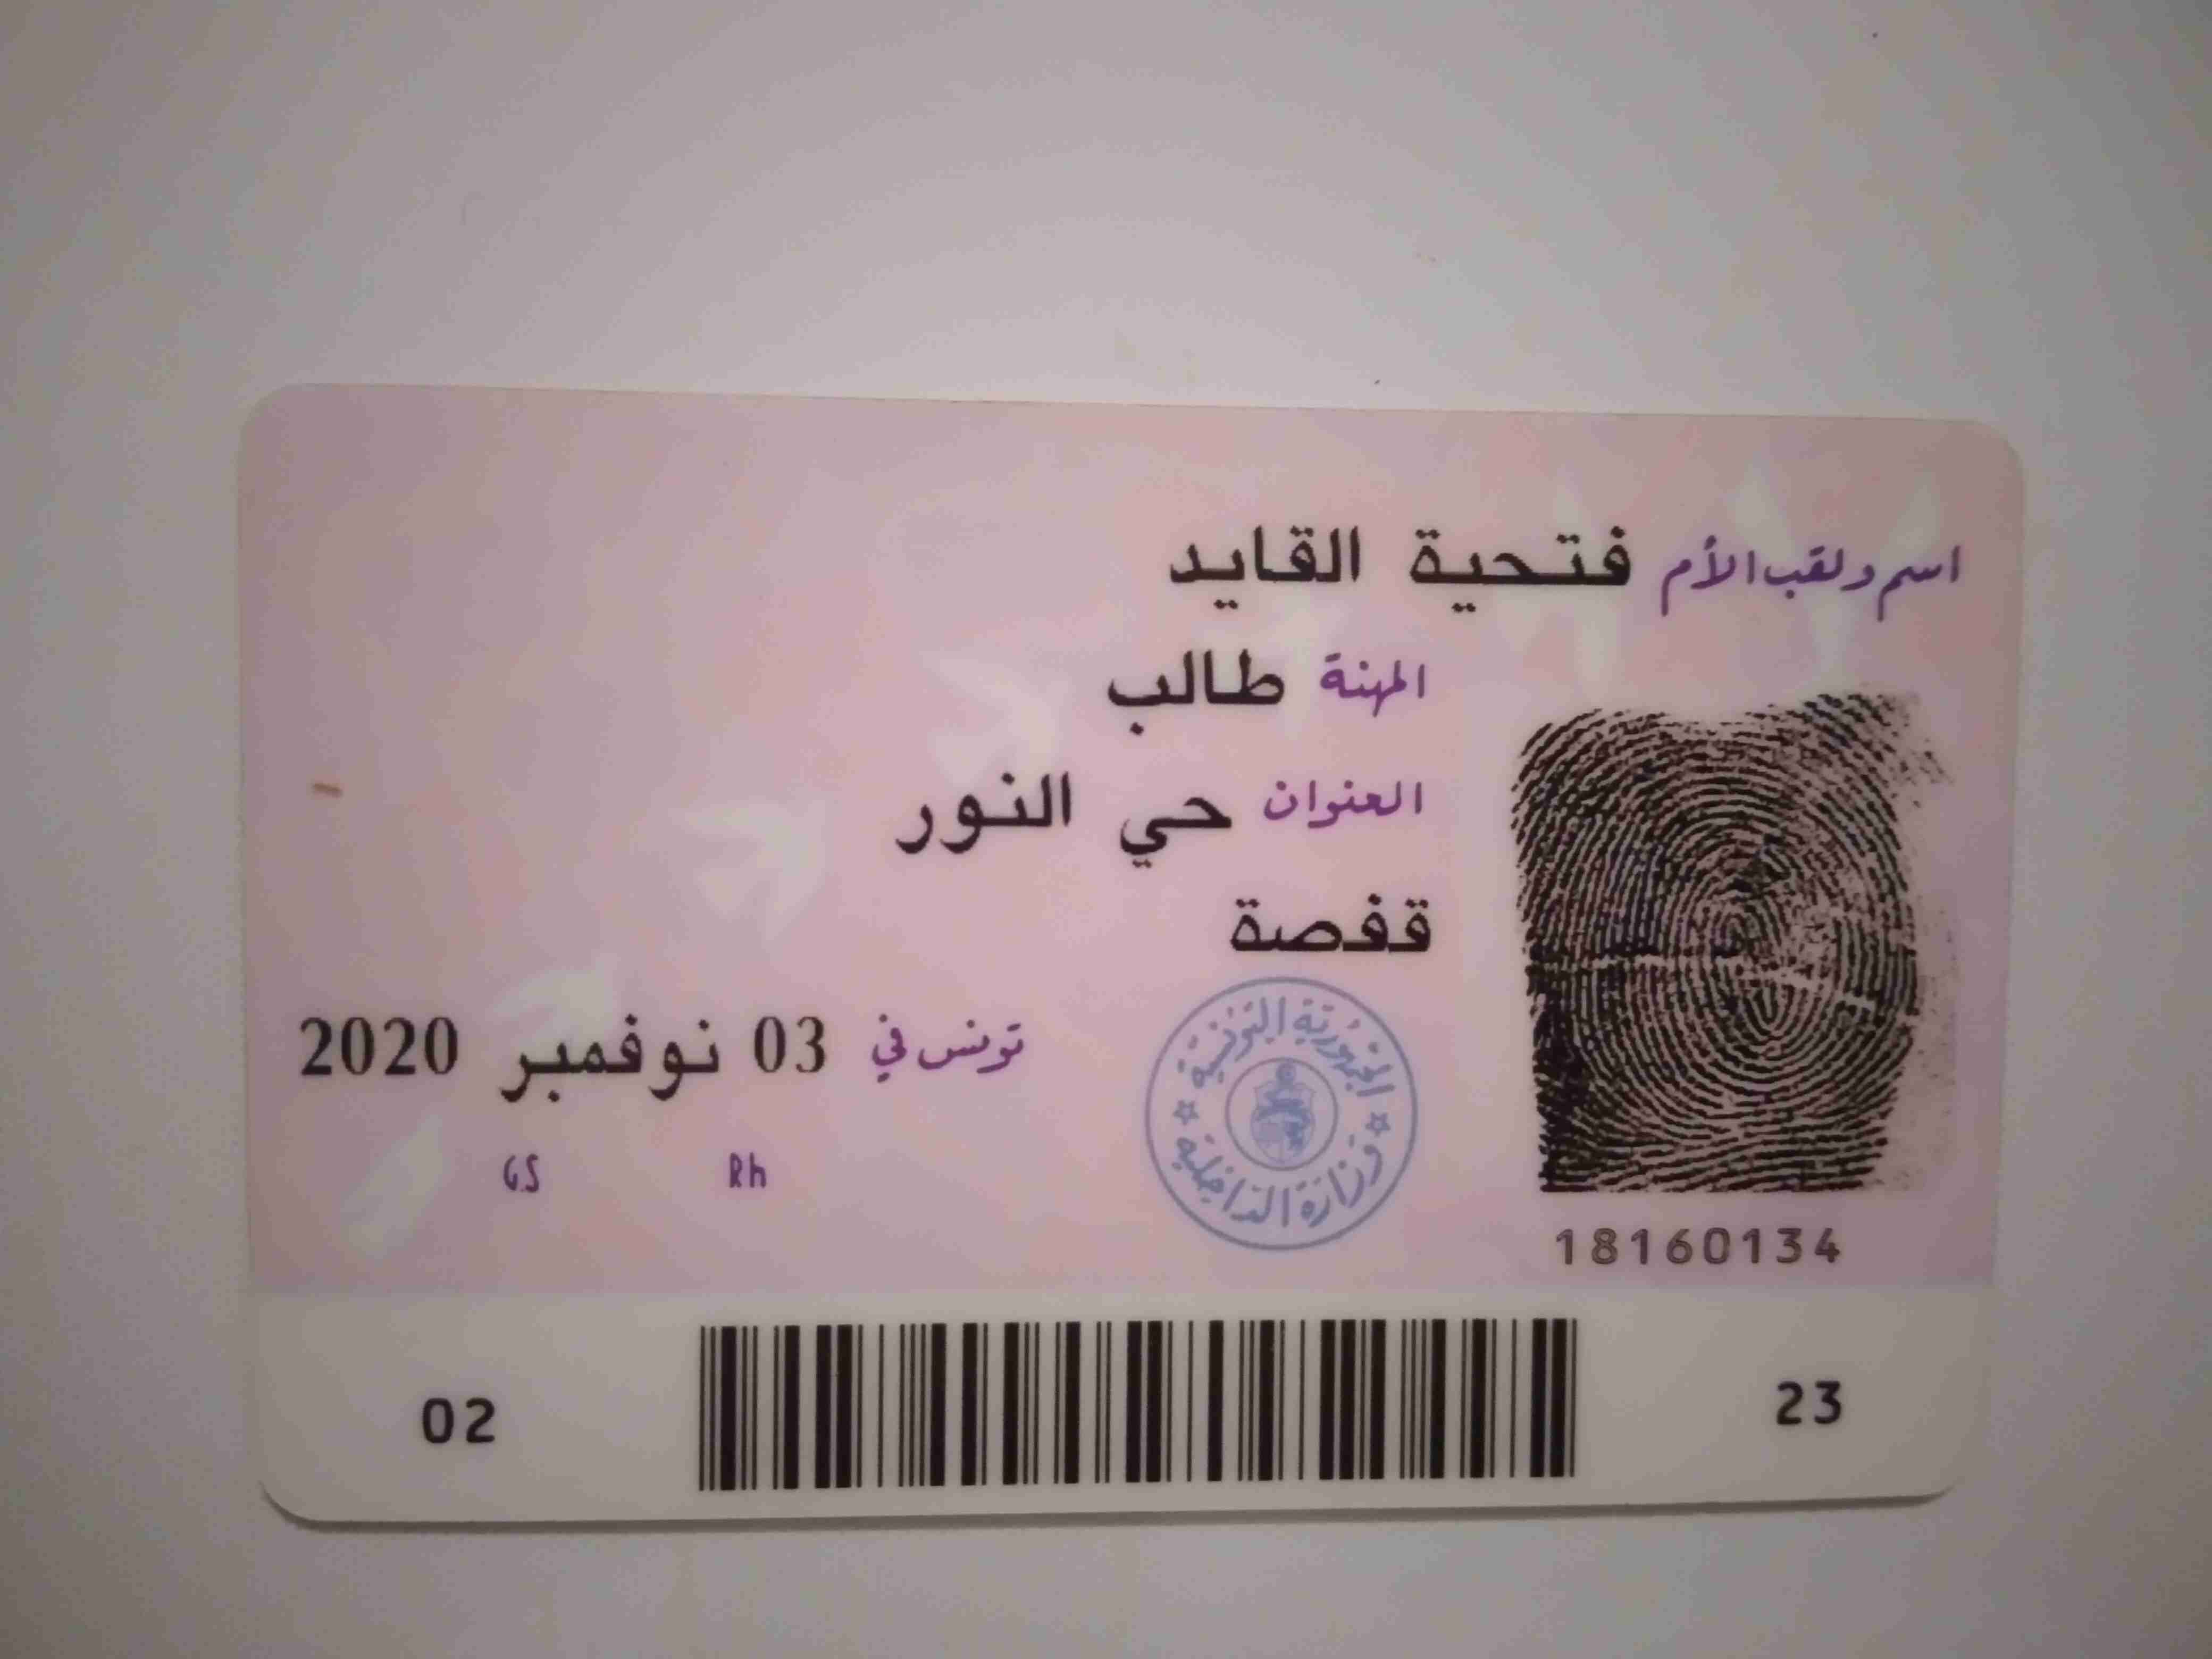 اسم ولقب الأم فتحية القايد
المهنة طالب
العنوان حي النور
قفصة
تونس في 03 نوفمبر 2020
الجمهورية التونسية
وزارة الداخلية
GS Rh
18160134
02 23